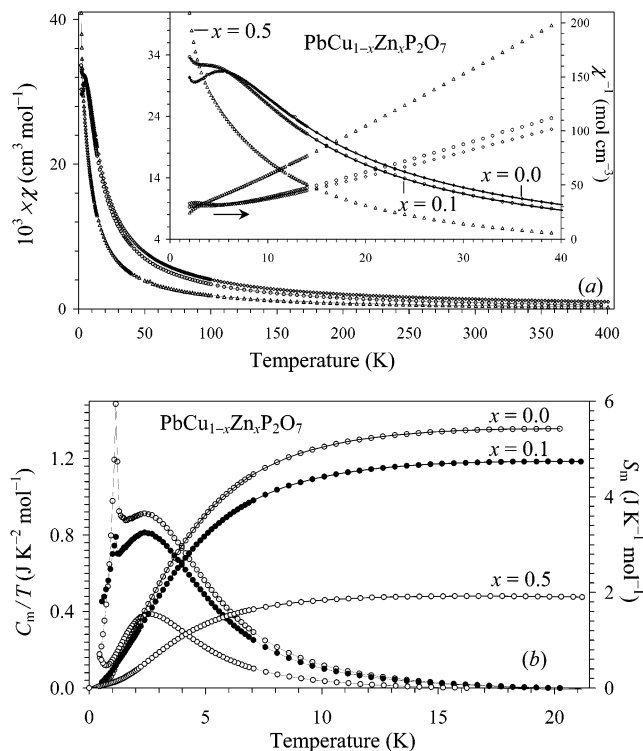 40
20
0
10³ × χ (cm³ mol⁻¹)
x = 0.5
PbCu₁₋ₓZnₓP₂O₇
34
24
14
4
200
150
100
50
0
χ⁻¹ (mol cm⁻³)
x = 0.0
x = 0.1
0 10 20 30 40
(a)
0 50 100 150 200 250 300 350 400
Temperature (K)
PbCu₁₋ₓZnₓP₂O₇
x = 0.0
x = 0.1
x = 0.5
1.2
0.8
0.4
0.0
Cₘ/T (J K⁻² mol⁻¹)
6
4
2
0
Sₘ (J K⁻¹ mol⁻¹)
(b)
0 5 10 15 20
Temperature (K)